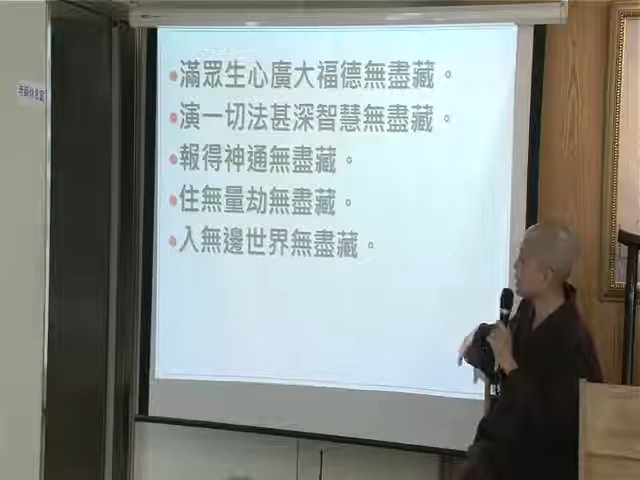 滿眾生心廣大福德無盡藏。
演一切法甚深智慧無盡藏。
報得神通無盡藏。
住無量劫無盡藏。
入無邊世界無盡藏。